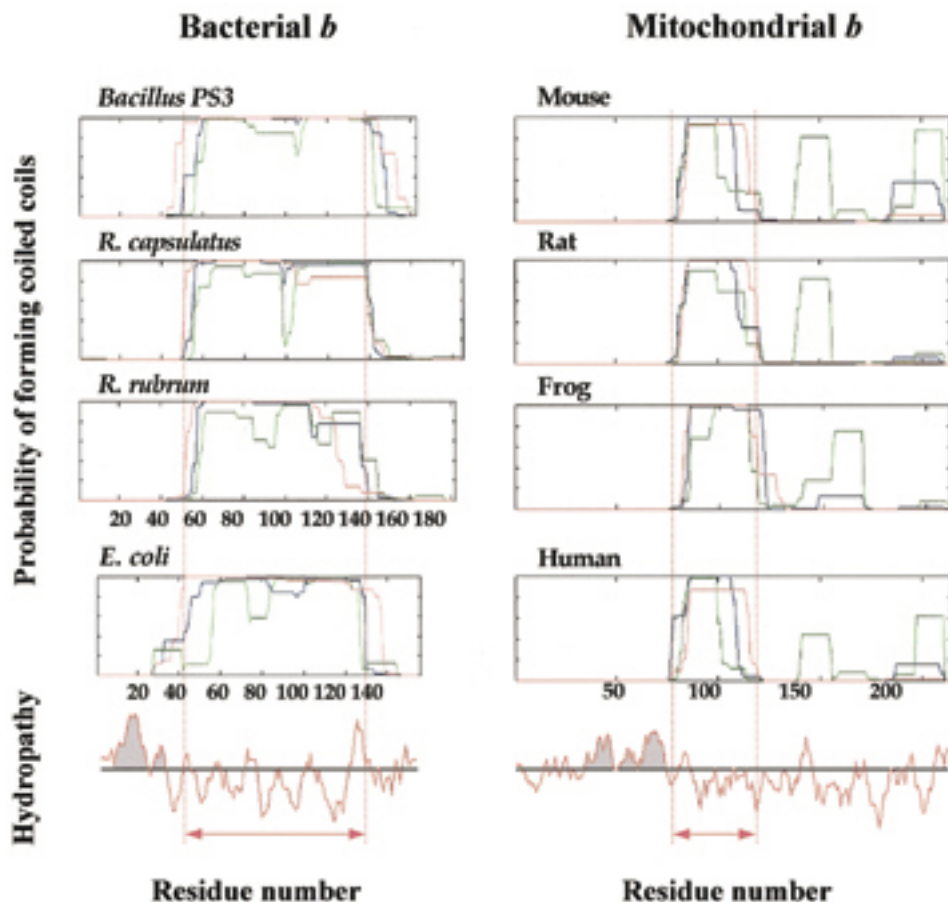 Bacterial b
Mitochondrial b
Probability of forming coiled coils
Bacillus PS3
R. capsulatus
R. rubrum
20 40 60 80 100 120 140 160 180
E. coli
20 40 60 80 100 120 140
Mouse
Rat
Frog
Human
50 100 150 200
Hydropathy
Residue number
Residue number